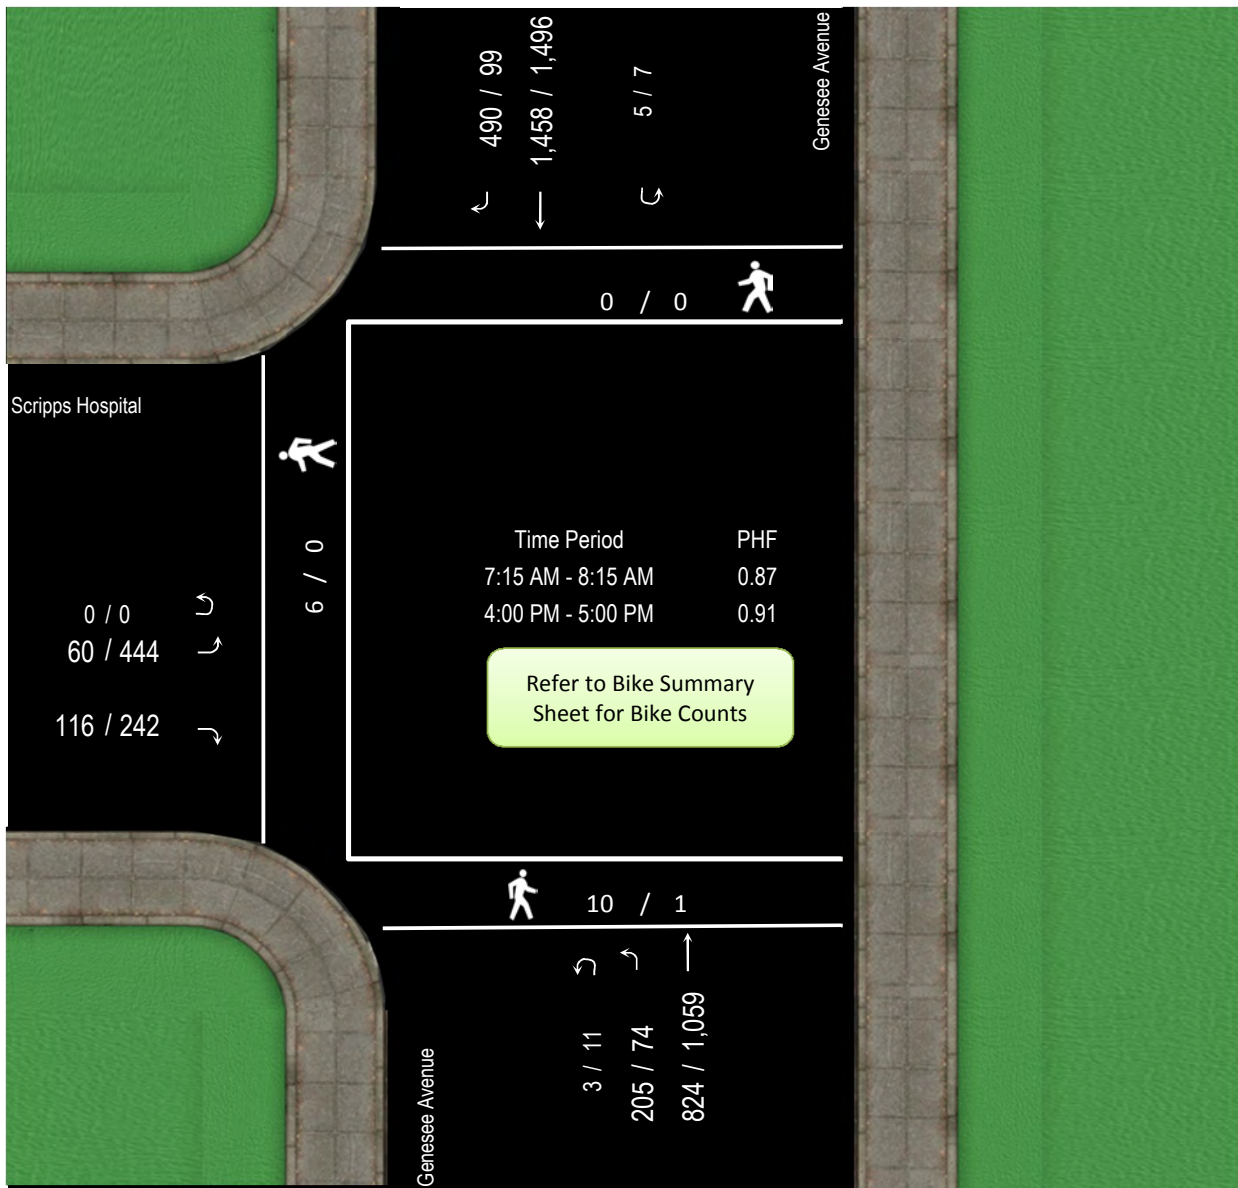 490 / 99
1,458 / 1,496
5 / 7
Genesee Avenue
0 / 0
Scripps Hospital
6 / 0
Time Period PHF
7:15 AM - 8:15 AM 0.87
4:00 PM - 5:00 PM 0.91
0 / 0
60 / 444
116 / 242
Refer to Bike Summary
Sheet for Bike Counts
10 / 1
3 / 11
205 / 74
824 / 1,059
Genesee Avenue